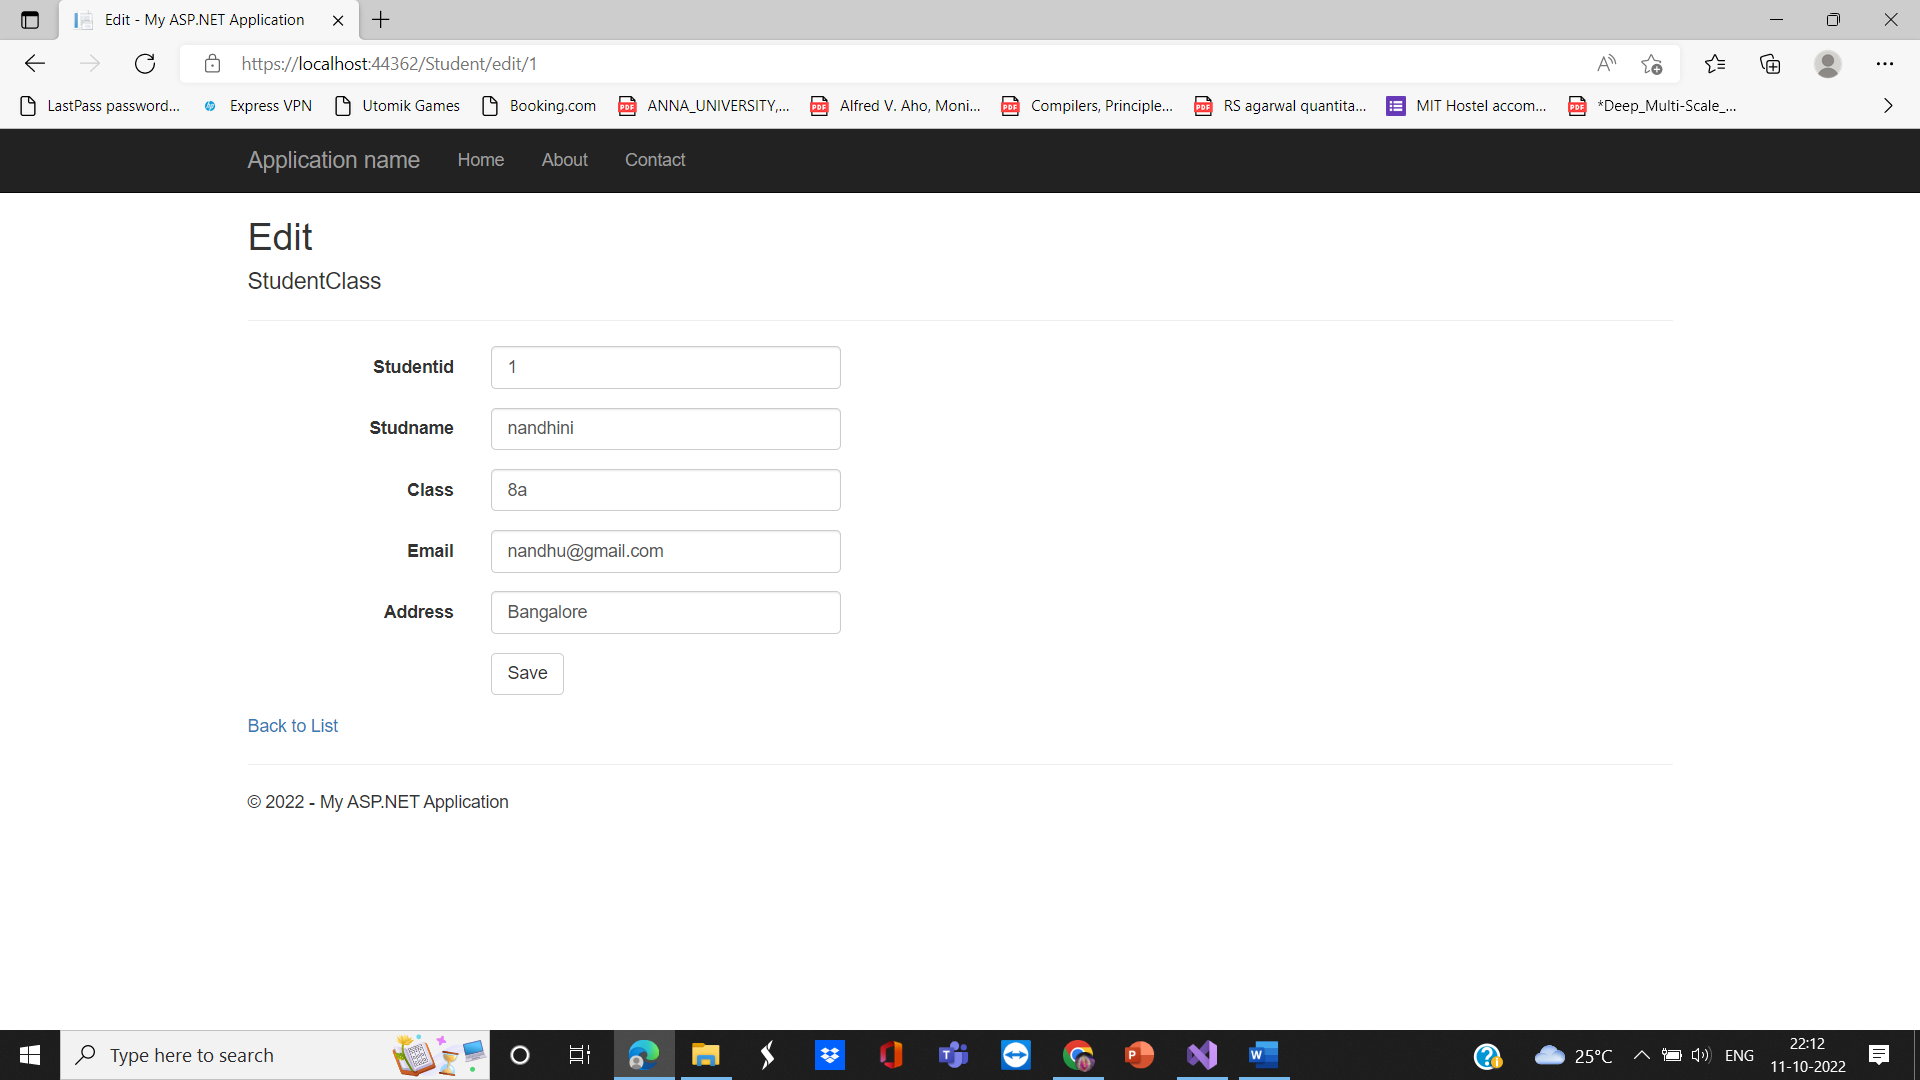 Edit - My ASP.NET Application
https://localhost:44362/Student/edit/1
LastPass password... Express VPN Utomik Games Booking.com ANNA_UNIVERSITY,... Alfred V. Aho, Moni... Compilers, Principle... RS agarwal quantita... MIT Hostel accom... *Deep_Multi-Scale_...
Application name Home About Contact
Edit
StudentClass
Studentid 1
Studname nandhini
Class 8a
Email nandhu@gmail.com
Address Bangalore
Save
Back to List
© 2022 - My ASP.NET Application
Type here to search
25°C ENG
22:12
11-10-2022